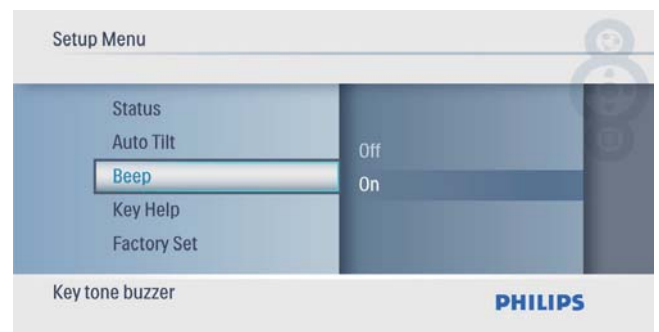 Setup Menu
Status
Auto Tilt
Beep
Key Help
Factory Set
Off
On
Key tone buzzer
PHILIPS